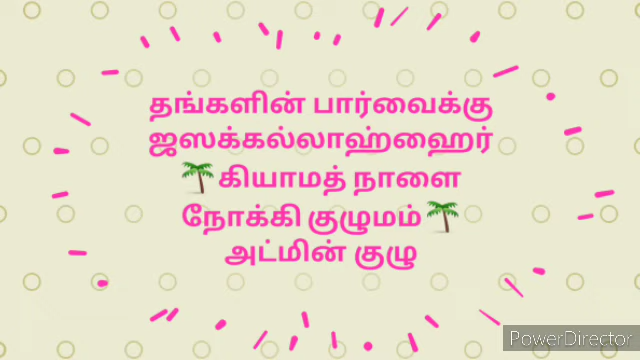 தங்களின் பார்வைக்கு
ஜஸக்கல்லாஹ்ஹைர்
🌴கியாமத் நாளை
நோக்கி குழுமம்🌴
அட்மின் குழு
PowerDirector